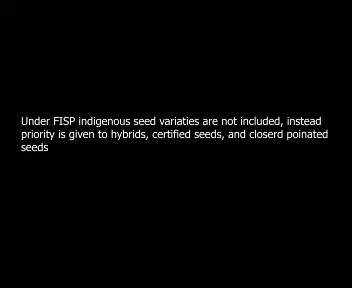 Under FISP indigenous seed variaties are not included, instead
priority is given to hybrids, certified seeds, and closerd poinated
seeds